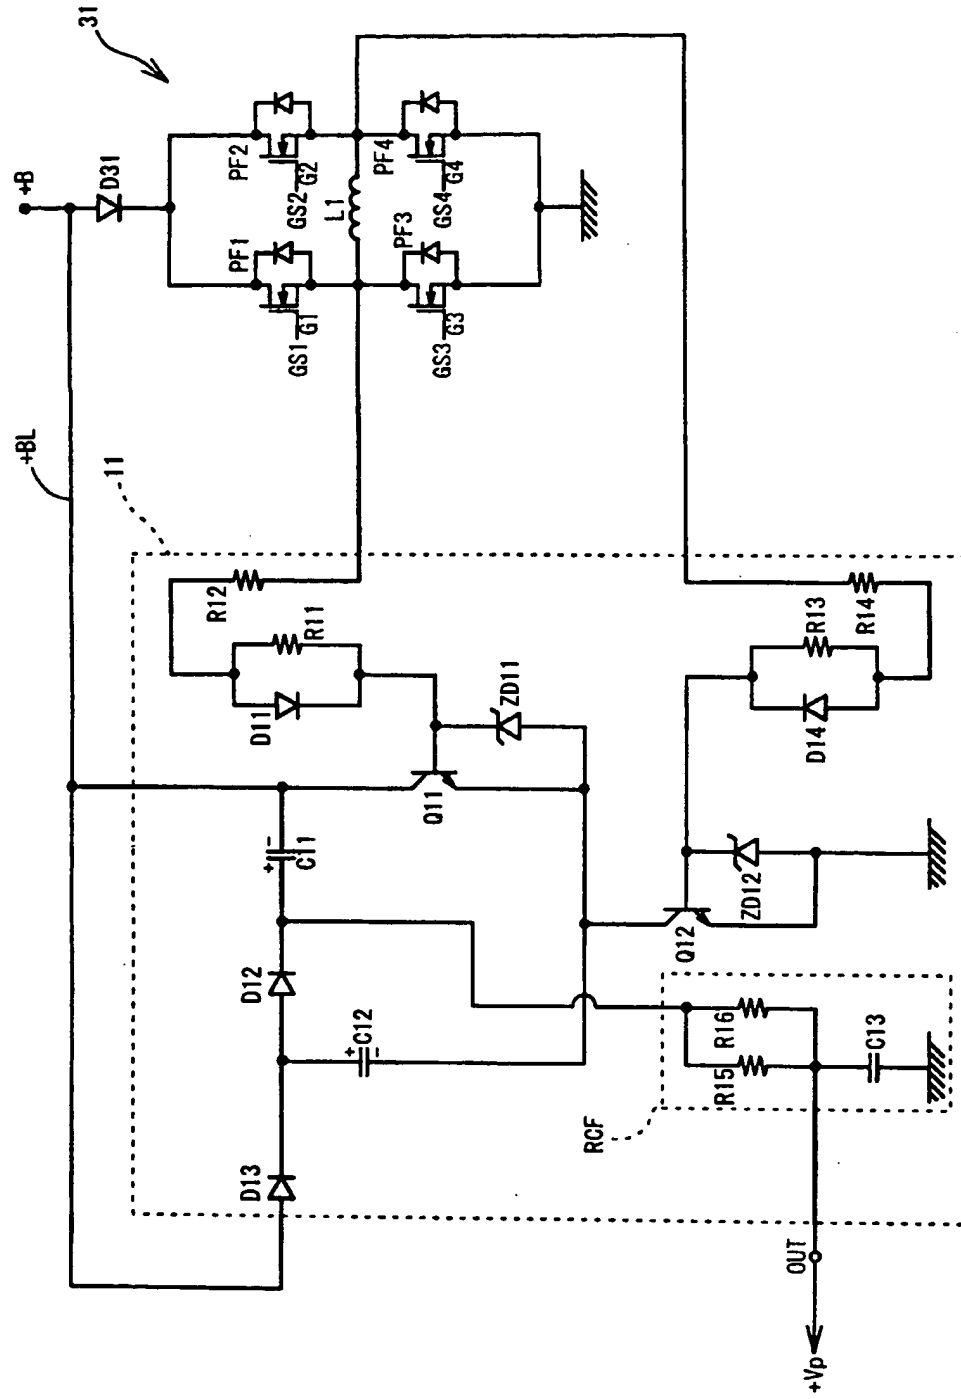 31
+B
D31
PF2
PF4
GS2
G2
GS4
G4
L1
PF1
PF3
GS1
G1
GS3
G3
+BL
11
R12
R11
D11
ZD11
Q11
C11
+
-
R13
R14
D14
ZD12
Q12
D12
C12
+
-
D13
R16
R15
C13
RCF
OUT
+Vp